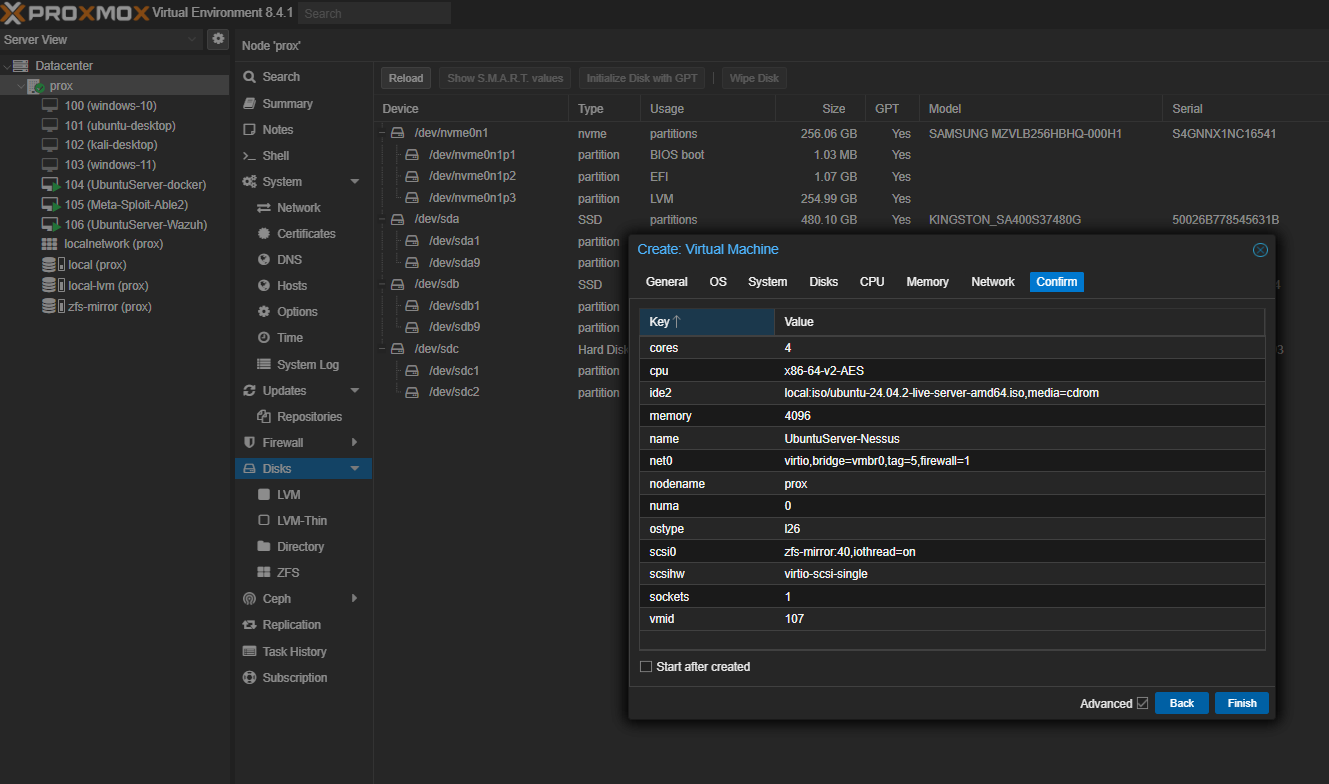 PROXMOX Virtual Environment 8.4.1 Search
Server View
Datacenter
prox
100 (windows-10)
101 (ubuntu-desktop)
102 (kali-desktop)
103 (windows-11)
104 (UbuntuServer-docker)
105 (Meta-Sploit-Able2)
106 (UbuntuServer-Wazuh)
localnetwork (prox)
local (prox)
local-lvm (prox)
zfs-mirror (prox)
Node 'prox'
Search
Summary
Notes
Shell
System
Network
Certificates
DNS
Hosts
Options
Time
System Log
Updates
Repositories
Firewall
Disks
LVM
LVM-Thin
Directory
ZFS
Ceph
Replication
Task History
Subscription
Reload Show S.M.A.R.T. values Initialize Disk with GPT Wipe Disk
Device Type Usage Size GPT Model Serial
/dev/nvme0n1 nvme partitions 256.06 GB Yes SAMSUNG MZVLB256HBHQ-000H1 S4GNNX1NC16541
/dev/nvme0n1p1 partition BIOS boot 1.03 MB Yes
/dev/nvme0n1p2 partition EFI 1.07 GB Yes
/dev/nvme0n1p3 partition LVM 254.99 GB Yes
/dev/sda SSD partitions 480.10 GB Yes KINGSTON_SA400S37480G 50026B778545631B
/dev/sda1 partition
/dev/sda9 partition
/dev/sdb SSD
/dev/sdb1 partition
/dev/sdb9 partition
/dev/sdc Hard Disk
/dev/sdc1 partition
/dev/sdc2 partition
Create: Virtual Machine
General OS System Disks CPU Memory Network Confirm
Key Value
cores 4
cpu x86-64-v2-AES
ide2 local:iso/ubuntu-24.04.2-live-server-amd64.iso,media=cdrom
memory 4096
name UbuntuServer-Nessus
net0 virtio,bridge=vmbr0,tag=5,firewall=1
nodename prox
numa 0
ostype l26
scsi0 zfs-mirror:40,iothread=on
scsihw virtio-scsi-single
sockets 1
vmid 107
Start after created
Advanced Back Finish